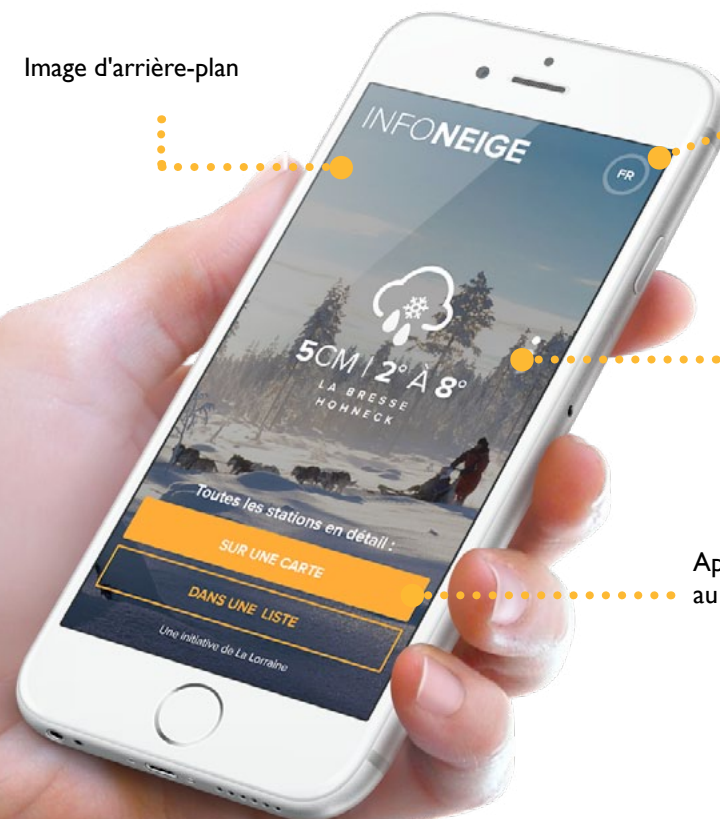 Image d'arrière-plan
INFONEIGE
FR
5CM | 2° À 8°
LA BRESSE
HOHNECK
Toutes les stations en détail :
SUR UNE CARTE
Ap
au
DANS UNE LISTE
Une initiative de La Lorraine